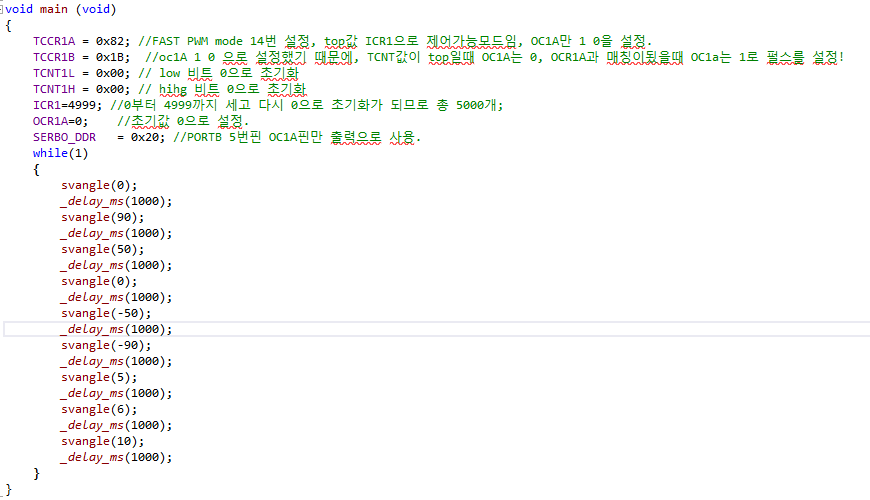 void main (void)
{
TCCR1A = 0x82; //FAST PWM mode 14번 설정, top값 ICR1으로 제어가능모드임, OC1A만 1 0을 설정.
TCCR1B = 0x1B;  //oc1A 1 0 으로 설정했기 때문에, TCNT값이 top일때 OC1A는 0, OCR1A과 매칭이됬을때 OC1a는 1로 펄스를 설정!
TCNT1L = 0x00; // low 비트 0으로 초기화
TCNT1H = 0x00; // hihg 비트 0으로 초기화
ICR1=4999; //0부터 4999까지 세고 다시 0으로 초기화가 되므로 총 5000개;
OCR1A=0;    //초기값 0으로 설정.
SERBO_DDR   = 0x20; //PORTB 5번핀 OC1A핀만 출력으로 사용.
while(1)
{
svangle(0);
_delay_ms(1000);
svangle(90);
_delay_ms(1000);
svangle(50);
_delay_ms(1000);
svangle(0);
_delay_ms(1000);
svangle(-50);
_delay_ms(1000);
svangle(-90);
_delay_ms(1000);
svangle(5);
_delay_ms(1000);
svangle(6);
_delay_ms(1000);
svangle(10);
_delay_ms(1000);
}
}